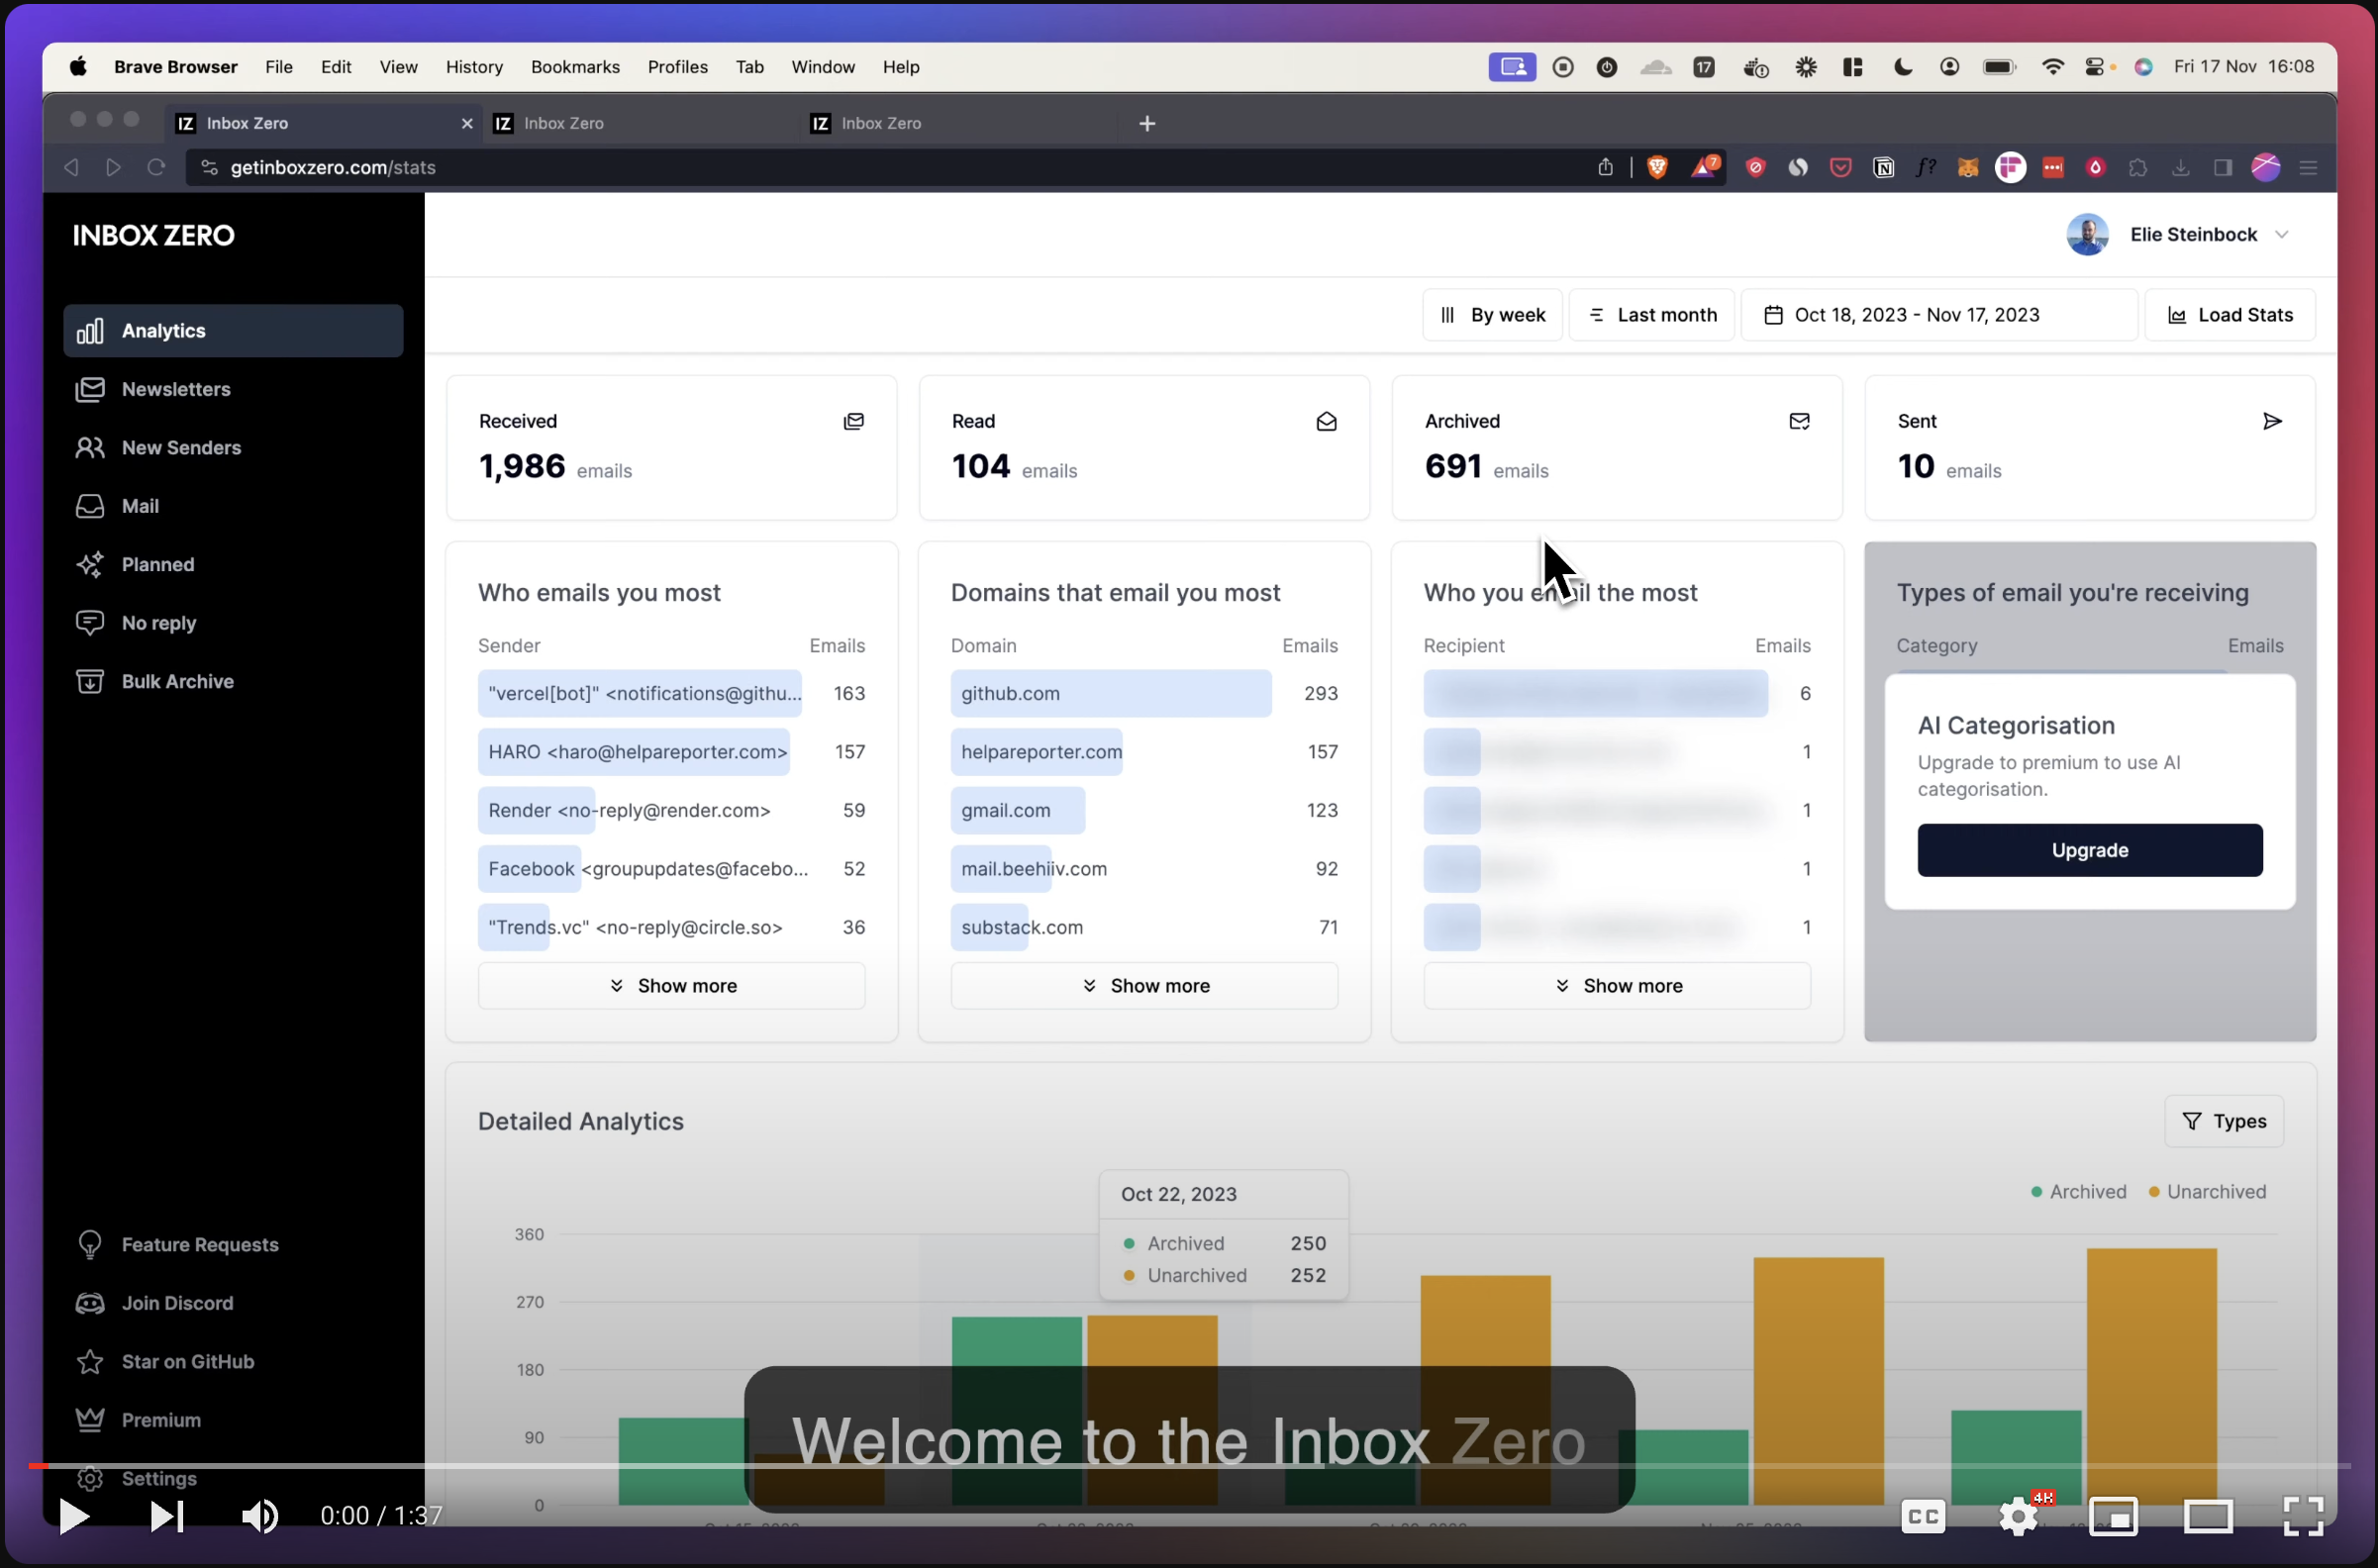 Brave Browser File Edit View History Bookmarks Profiles Tab Window Help 17 Fri 17 Nov 16:08
IZ Inbox Zero IZ Inbox Zero IZ Inbox Zero
getinboxzero.com/stats 7
INBOX ZERO
Elie Steinbock
By week Last month Oct 18, 2023 - Nov 17, 2023 Load Stats
Analytics
Newsletters
New Senders
Mail
Planned
No reply
Bulk Archive
Received
1,986 emails
Read
104 emails
Archived
691 emails
Sent
10 emails
Who emails you most
Sender Emails
"vercel[bot]" <notifications@githu... 163
HARO <haro@helpareporter.com> 157
Render <no-reply@render.com> 59
Facebook <groupupdates@facebo... 52
"Trends.vc" <no-reply@circle.so> 36
Show more
Domains that email you most
Domain Emails
github.com 293
helpareporter.com 157
gmail.com 123
mail.beehiiv.com 92
substack.com 71
Show more
Who you email the most
Recipient Emails
6
1
1
1
1
Show more
Types of email you're receiving
Category Emails
AI Categorisation
Upgrade to premium to use AI
categorisation.
Upgrade
Detailed Analytics
Types
Archived Unarchived
Oct 22, 2023
Archived 250
Unarchived 252
360
270
180
90
0
Feature Requests
Join Discord
Star on GitHub
Premium
Settings
Welcome to the Inbox Zero
0:00 / 1:37
CC
4K